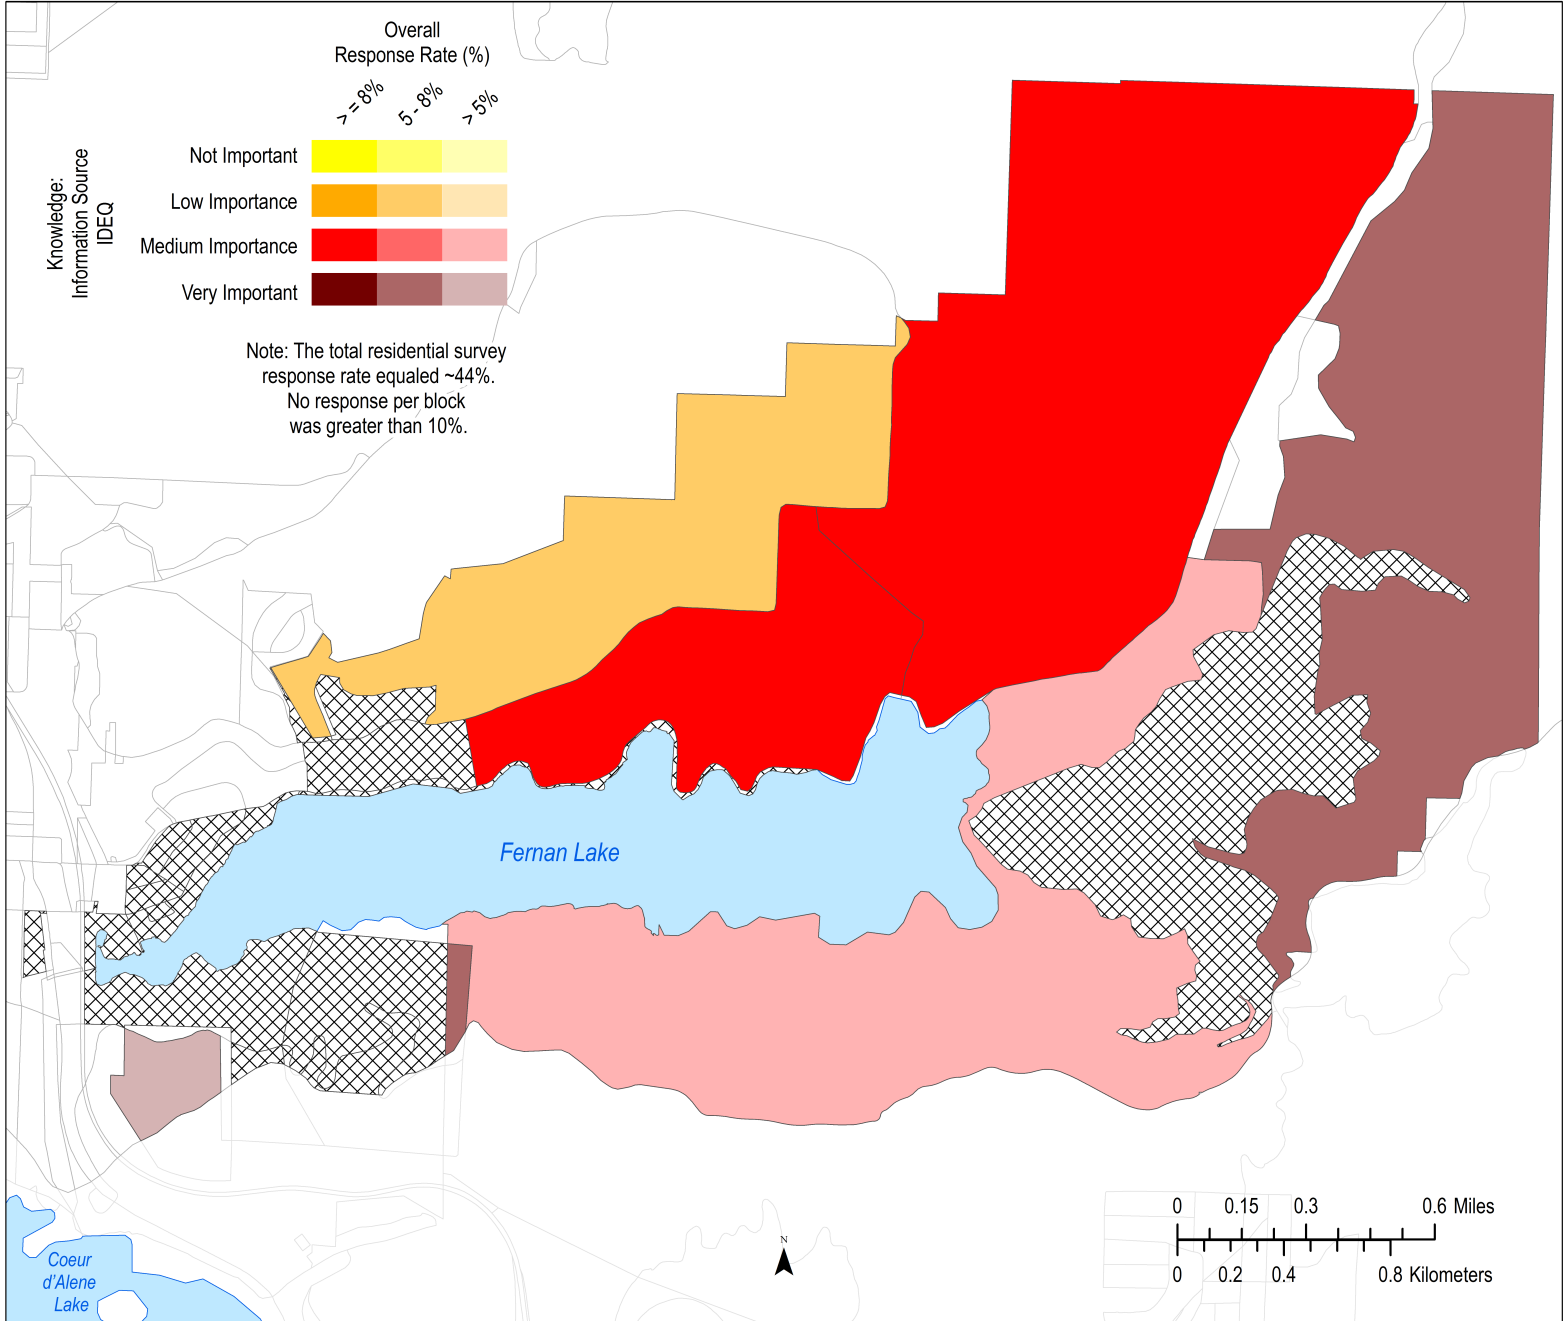 Overall
Response Rate (%)
> = 8%
5 - 8%
> 5%
Knowledge:
Information Source
IDEQ
Not Important
Low Importance
Medium Importance
Very Important
Note: The total residential survey
response rate equaled ~44%.
No response per block
was greater than 10%.
Fernan Lake
Coeur
d'Alene
Lake
N
0 0.15 0.3 0.6 Miles
0 0.2 0.4 0.8 Kilometers